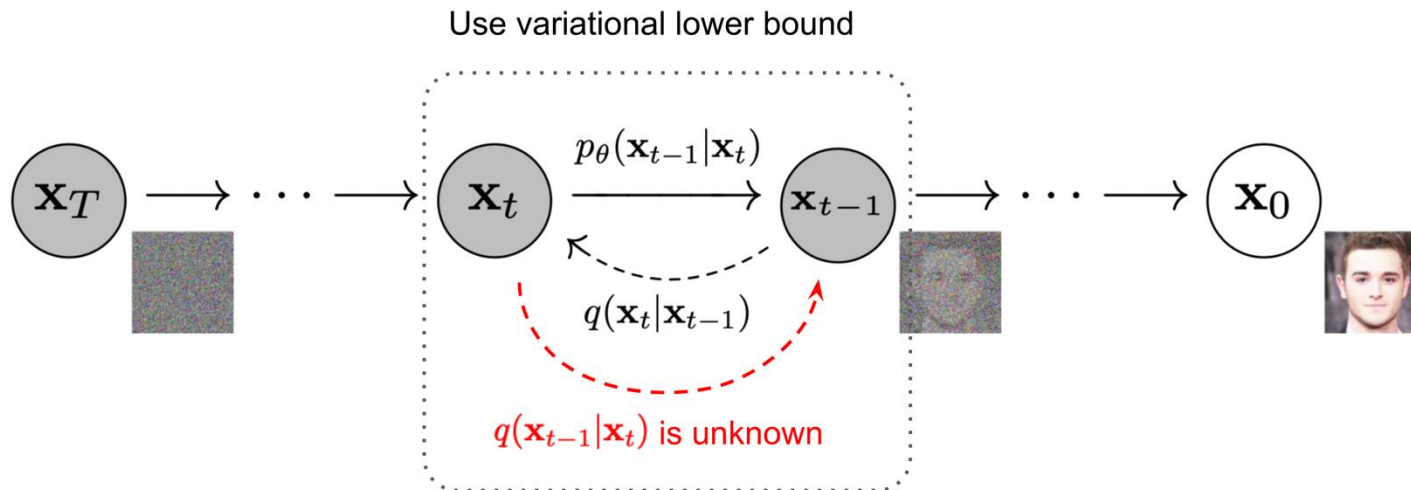 Use variational lower bound
p_θ(x_{t−1}|x_t)
x_T → ··· → x_t → x_{t−1} → ··· → x_0
q(x_t|x_{t−1})
q(x_{t−1}|x_t) is unknown